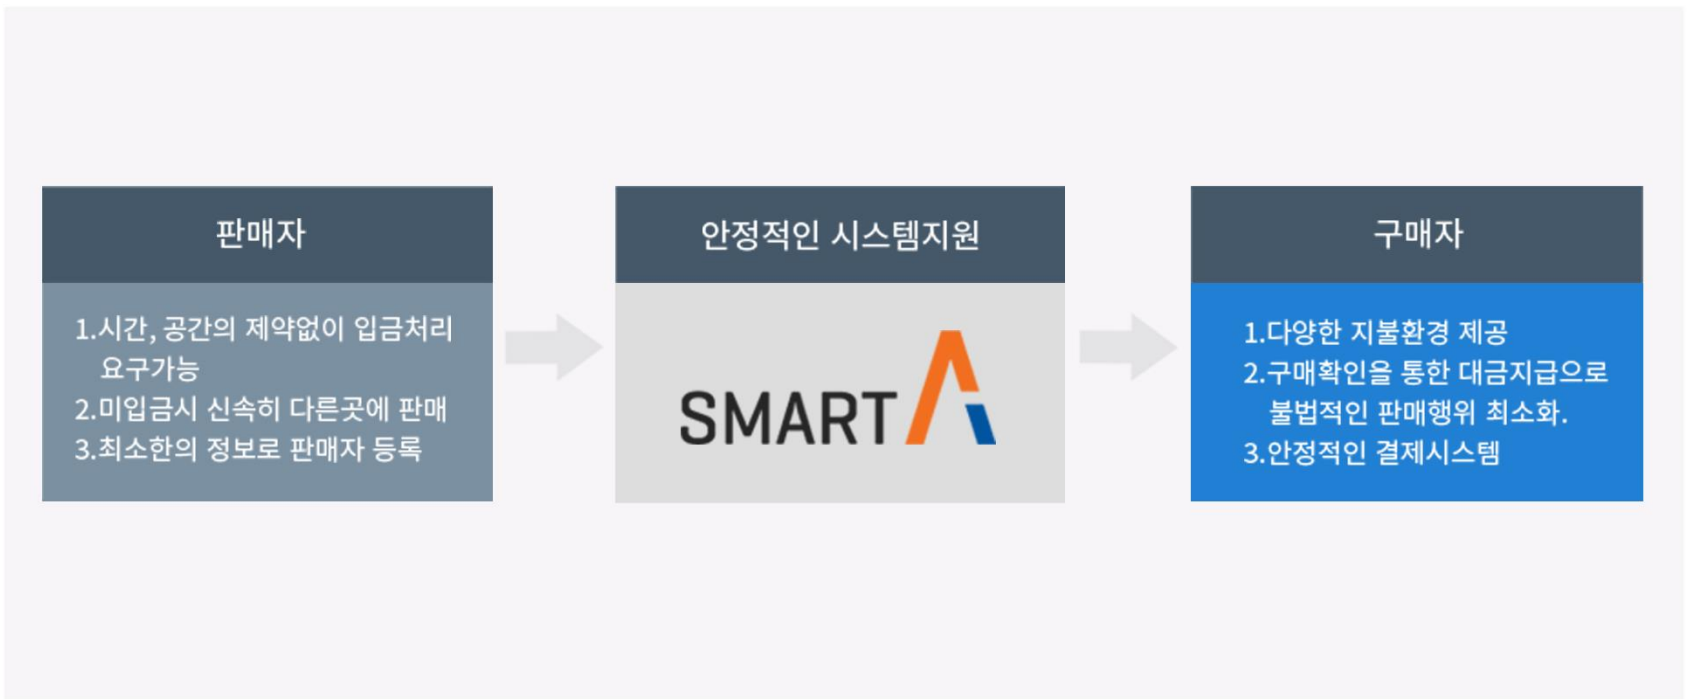 판매자
1.시간, 공간의 제약없이 입금처리
요구가능
2.미입금시 신속히 다른곳에 판매
3.최소한의 정보로 판매자 등록
안정적인 시스템지원
SMART A
구매자
1.다양한 지불환경 제공
2.구매확인을 통한 대금지급으로
불법적인 판매행위 최소화.
3.안정적인 결제시스템